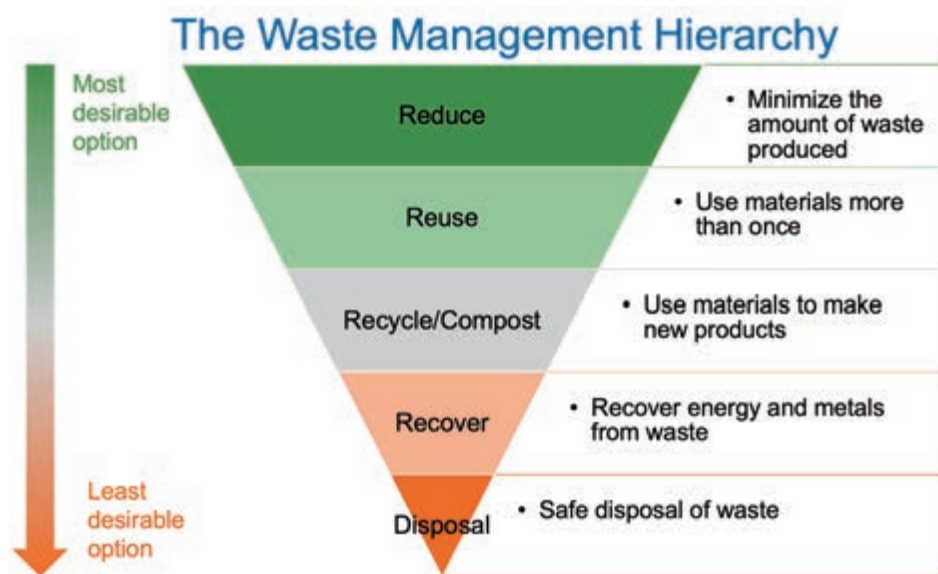 The Waste Management Hierarchy
Most
desirable
option
Reduce
• Minimize the
amount of waste
produced
Reuse
• Use materials more
than once
Recycle/Compost
• Use materials to make
new products
Recover
• Recover energy and metals
from waste
Least
desirable
option
Disposal
• Safe disposal of waste